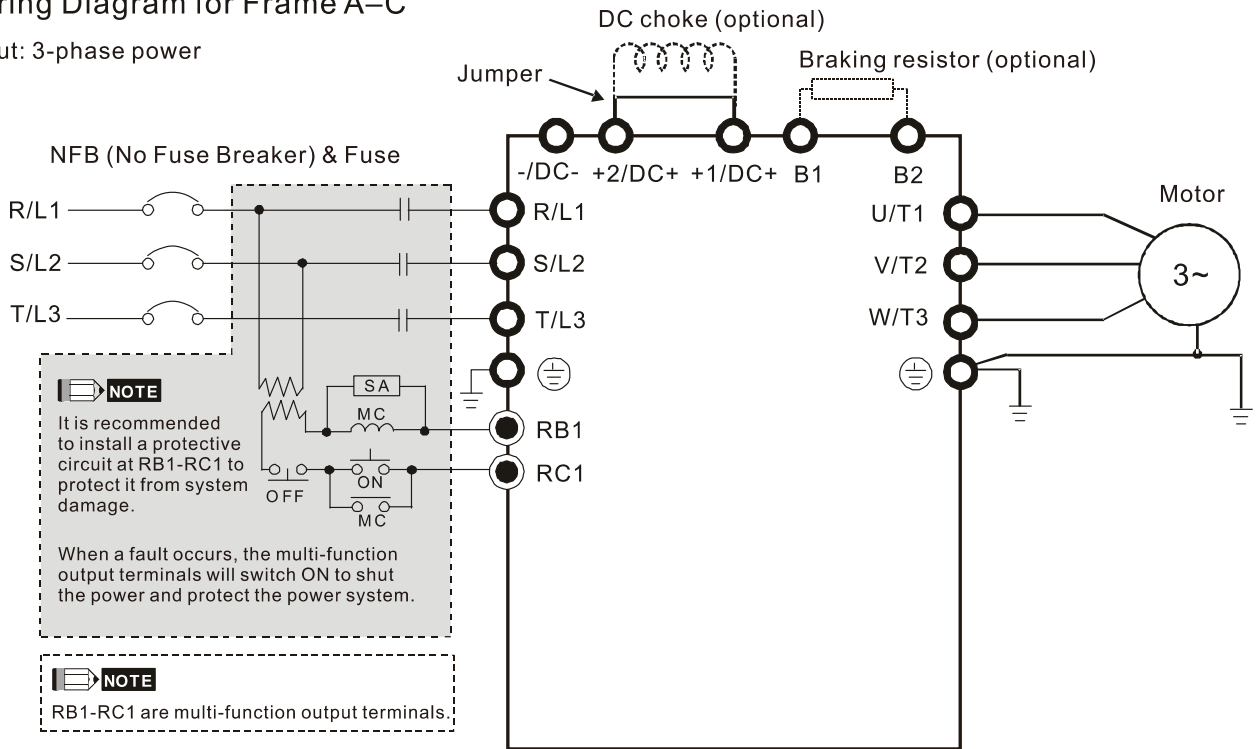 ring Diagram for Frame A–C
ut: 3-phase power
DC choke (optional)
Jumper
Braking resistor (optional)
NFB (No Fuse Breaker) & Fuse
-/DC- +2/DC+ +1/DC+ B1 B2
R/L1 R/L1 U/T1 Motor
S/L2 S/L2 V/T2 3~
T/L3 T/L3 W/T3
NOTE
It is recommended
to install a protective
circuit at RB1-RC1 to
protect it from system
damage.
SA
MC
RB1
OFF
ON
MC
RC1
When a fault occurs, the multi-function
output terminals will switch ON to shut
the power and protect the power system.
NOTE
RB1-RC1 are multi-function output terminals.